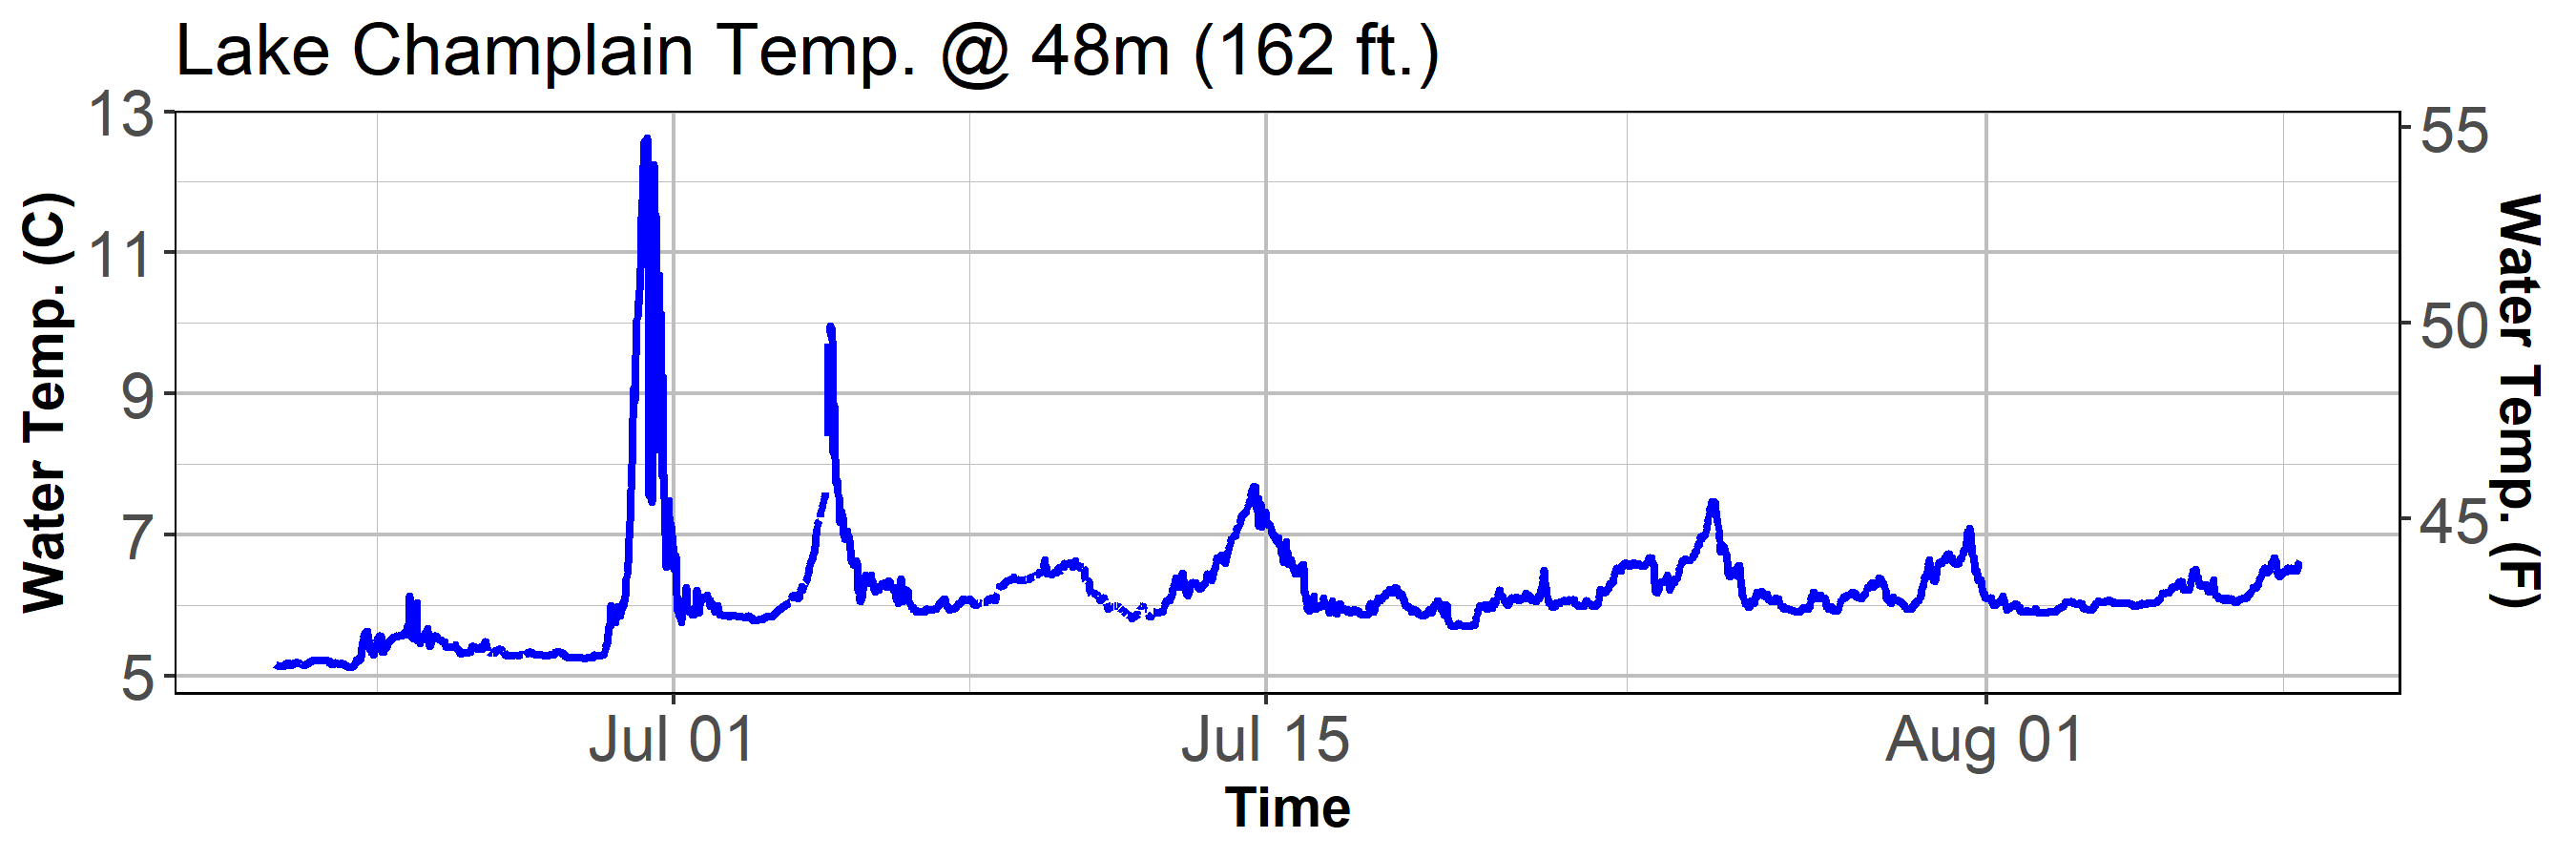 Lake Champlain Temp. @ 48m (162 ft.)
Water Temp. (C)
13
11
9
7
5
55
50
45
Water Temp. (F)
Jul 01
Jul 15
Aug 01
Time